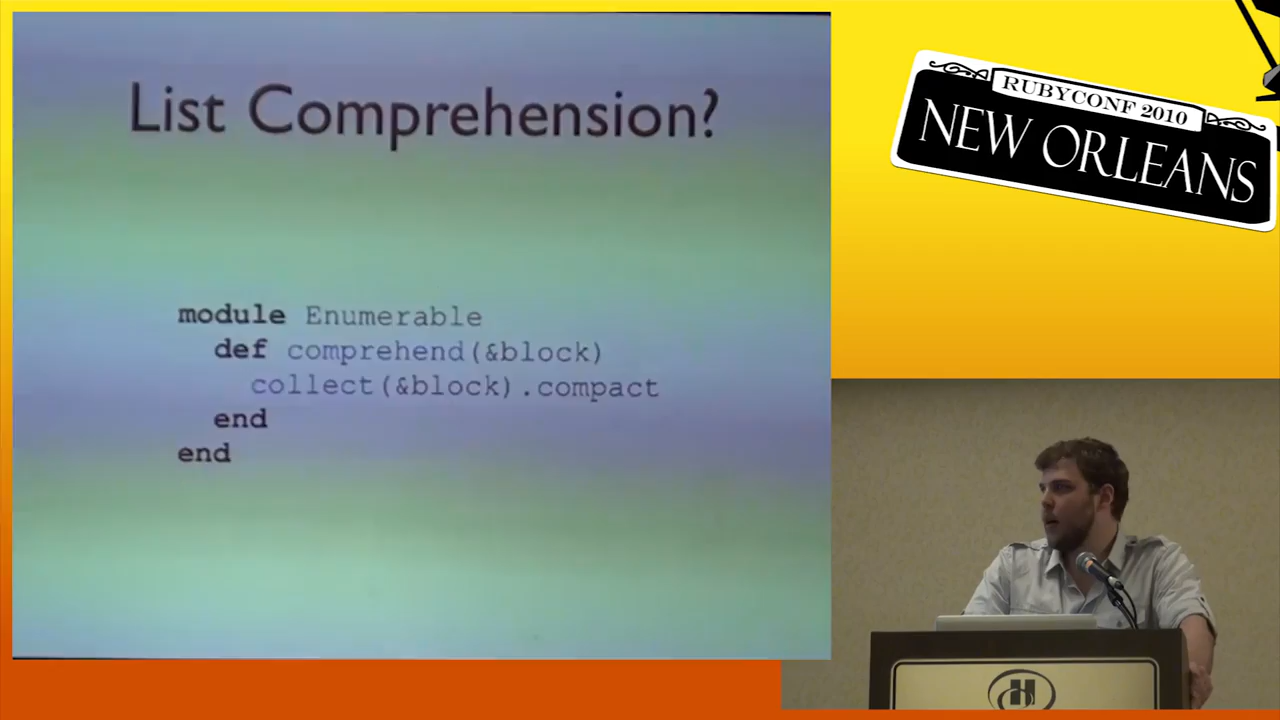 List Comprehension?
module Enumerable
def comprehend(&block)
collect(&block).compact
end
end
RUBYCONF 2010
NEW ORLEANS